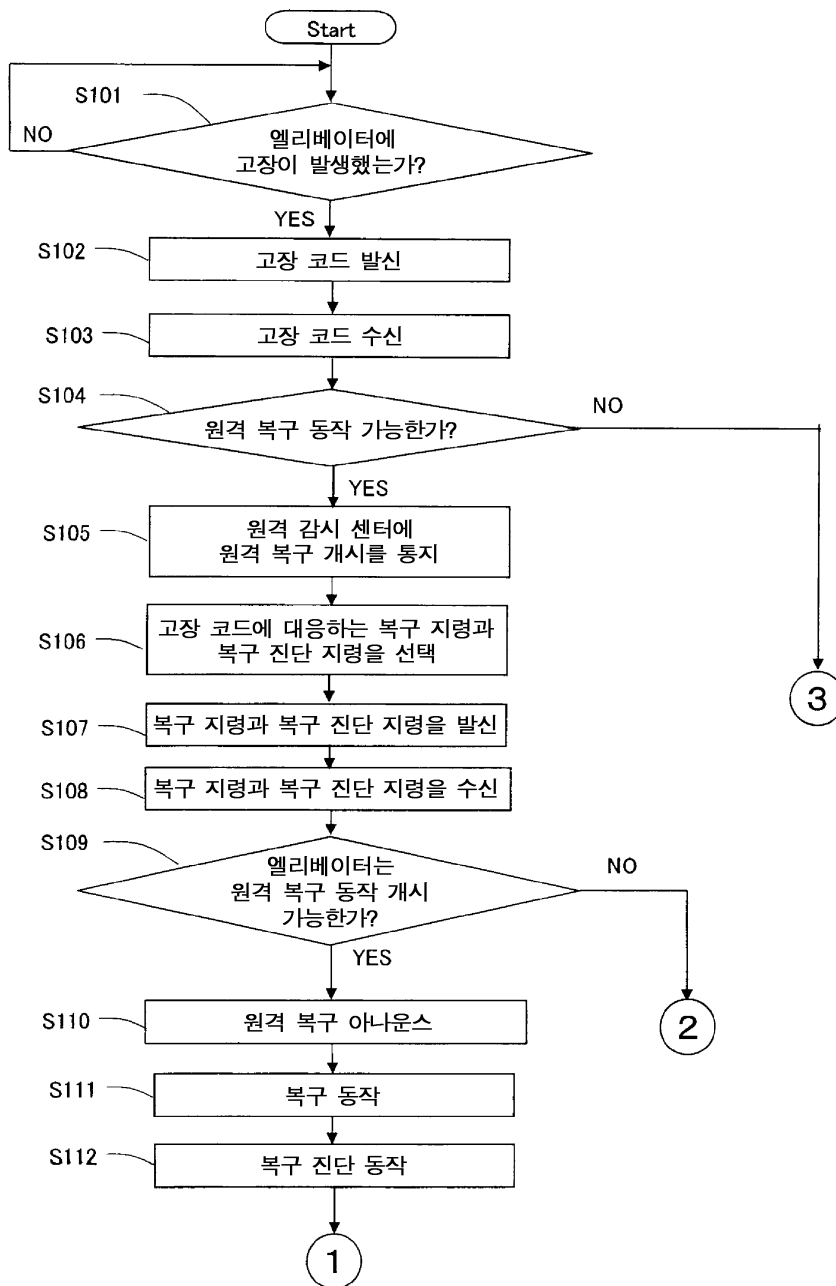 Start
S101
엘리베이터에
고장이 발생했는가?
NO
YES
S102
고장 코드 발신
S103
고장 코드 수신
S104
원격 복구 동작 가능한가?
NO
YES
S105
원격 감시 센터에
원격 복구 개시를 통지
S106
고장 코드에 대응하는 복구 지령과
복구 진단 지령을 선택
3
S107
복구 지령과 복구 진단 지령을 발신
S108
복구 지령과 복구 진단 지령을 수신
S109
엘리베이터는
원격 복구 동작 개시
가능한가?
NO
YES
S110
원격 복구 아나운스
2
S111
복구 동작
S112
복구 진단 동작
1